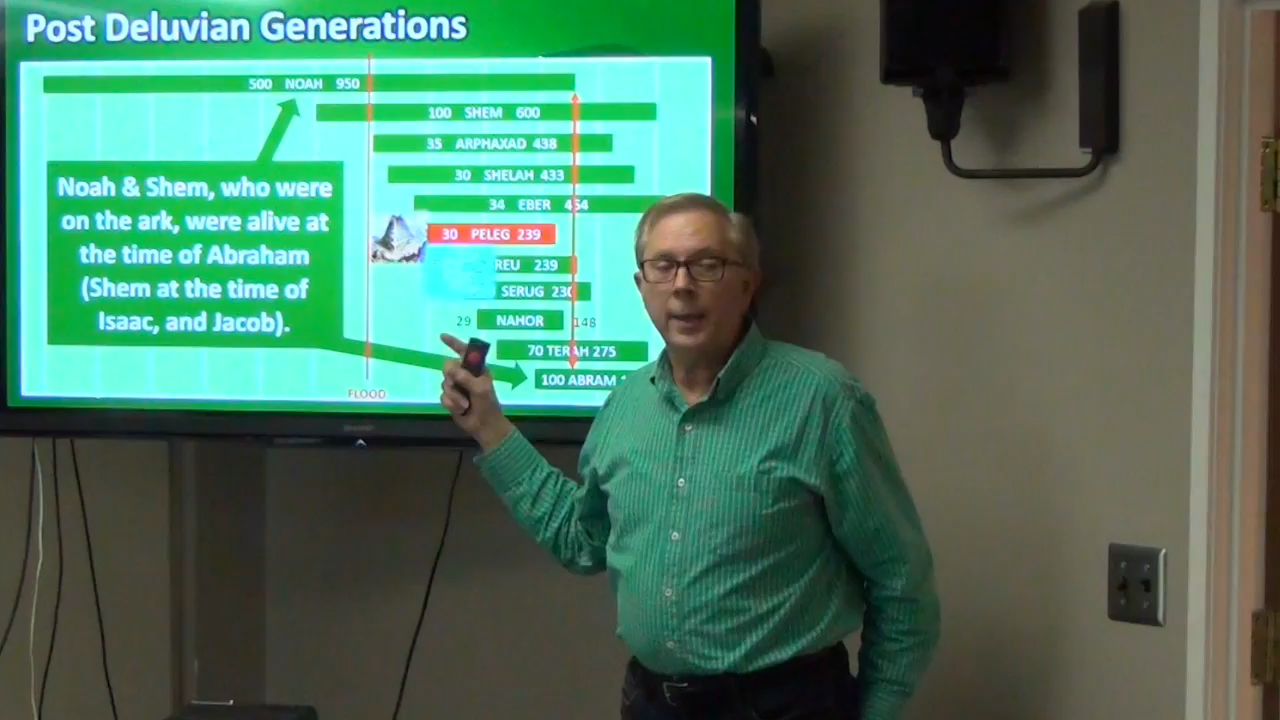 Post Deluvian Generations
500 NOAH 950
100 SHEM 600
35 ARPHAXAD 438
30 SHELAH 433
34 EBER 464
30 PELEG 239
REU 239
SERUG 230
29 NAHOR 148
70 TERAH 275
100 ABRAM
Noah & Shem, who were
on the ark, were alive at
the time of Abraham
(Shem at the time of
Isaac, and Jacob).
FLOOD